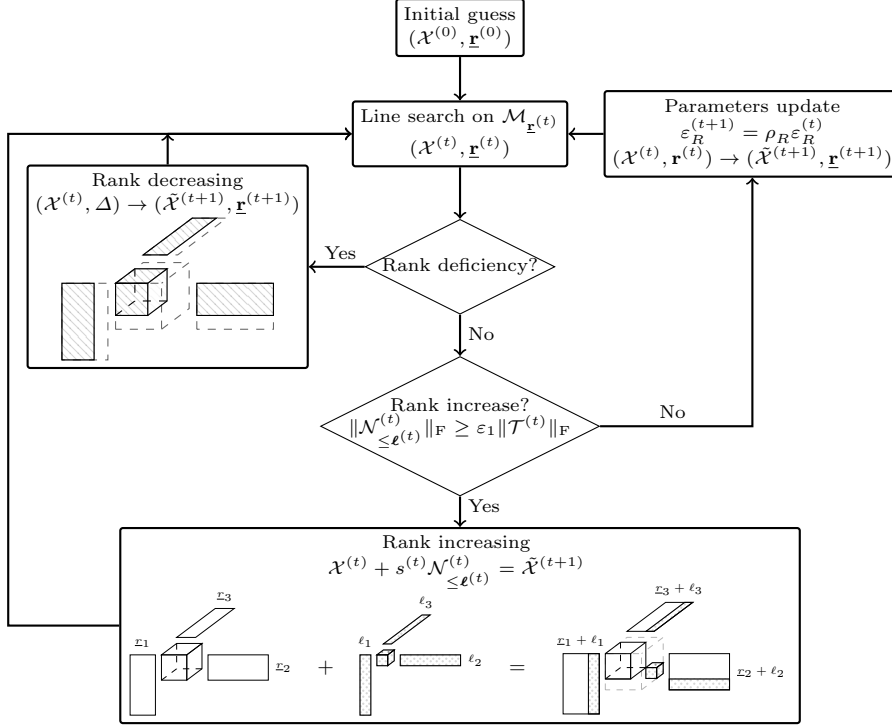 Initial guess
(𝒳^(0), r̲^(0))
Line search on ℳ_r̲^(t)
(𝒳^(t), r̲^(t))
Parameters update
ε_R^(t+1) = ρ_R ε_R^(t)
(𝒳^(t), r^(t)) → (𝒳̃^(t+1), r̲^(t+1))
Rank decreasing
(𝒳^(t), Δ) → (𝒳̃^(t+1), r̲^(t+1))
Yes
Rank deficiency?
No
Rank increase?
‖𝒩_≤ℓ^(t)^(t)‖_F ≥ ε_1‖𝒯^(t)‖_F
No
Yes
Rank increasing
𝒳^(t) + s^(t)𝒩_≤ℓ^(t)^(t) = 𝒳̃^(t+1)
r̲_1
r̲_3
r̲_2
+
ℓ_1
ℓ_3
ℓ_2
=
r̲_1 + ℓ_1
r̲_3 + ℓ_3
r̲_2 + ℓ_2